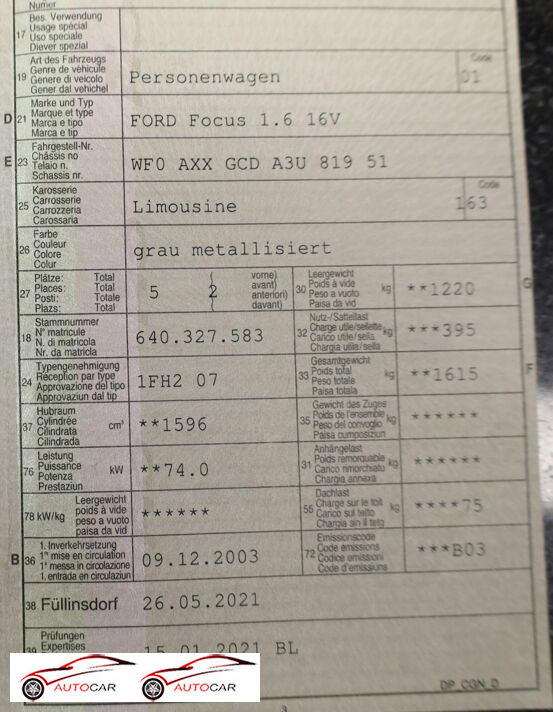 Numer
17 Bes. Verwendung
Usage spécial
Uso speciale
Diever spezial
19 Art des Fahrzeugs
Genre de véhicule
Genere di veicolo
Gener dal vehichel
Personenwagen
Code
01
D 21 Marke und Typ
Marque et type
Marca e tipo
Marca e tip
FORD Focus 1.6 16V
E 23 Fahrgestell-Nr.
Châssis no
Telaio n.
Schassis nr.
WF0 AXX GCD A3U 819 51
25 Karosserie
Carrosserie
Carrozzeria
Carossaria
Limousine
Code
163
26 Farbe
Couleur
Colore
Colur
grau metallisiert
27 Plätze: Total
Places: Total
Posti: Totale
Plazs: Total
5 2
vorne)
avant)
anteriori)
davant)
30 Leergewicht
Poids à vide
Peso a vuoto
Paisa da vid
kg
**1220
G
18 Stammnummer
N° matricule
N. di matricola
Nr. da matricla
640.327.583
32 Nutz-/Sattellast
Charge utile/sellette
Carico utile/sella
Chargia utila/sella
kg
***395
24 Typengenehmigung
Réception par type
Approvazione del tipo
Approvaziun dal tip
1FH2 07
33 Gesamtgewicht
Poids total
Peso totale
Paisa totala
kg
**1615
F
37 Hubraum
Cylindrée
Cilindrata
Cilindrada
cm³
**1596
35 Gewicht des Zuges
Poids de l'ensemble
Peso del convoglio
Paisa cumposiziun
kg
******
76 Leistung
Puissance
Potenza
Prestaziun
kW
**74.0
31 Anhängelast
Poids remorquable
Carico rimorchiato
Chargia annexa
kg
******
78 kW/kg
Leergewicht
poids à vide
peso a vuoto
paisa da vid
******
55 Dachlast
Charge sur le toit
Carico sul tetto
Chargia sin il tetg
kg
****75
B 36 1. Inverkehrsetzung
1re mise en circulation
1a messa in circolazione
1. entrada en circulaziun
09.12.2003
72 Emissionscode
Code émissions
Codice emissioni
Code d'emissiuns
***B03
38 Füllinsdorf 26.05.2021
39 Prüfungen
Expertises
15.01.2021 BL
AUTOCAR AUTOCAR
DP_CGN_D
3